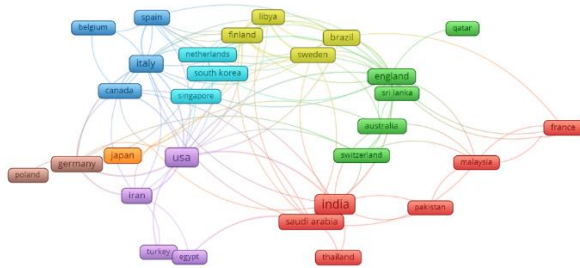 spain
libya
belgium
finland
brazil
qatar
netherlands
sweden
italy
south korea
england
canada
singapore
sri lanka
australia
france
japan
usa
switzerland
germany
malaysia
poland
iran
india
pakistan
saudi arabia
turkey
egypt
thailand